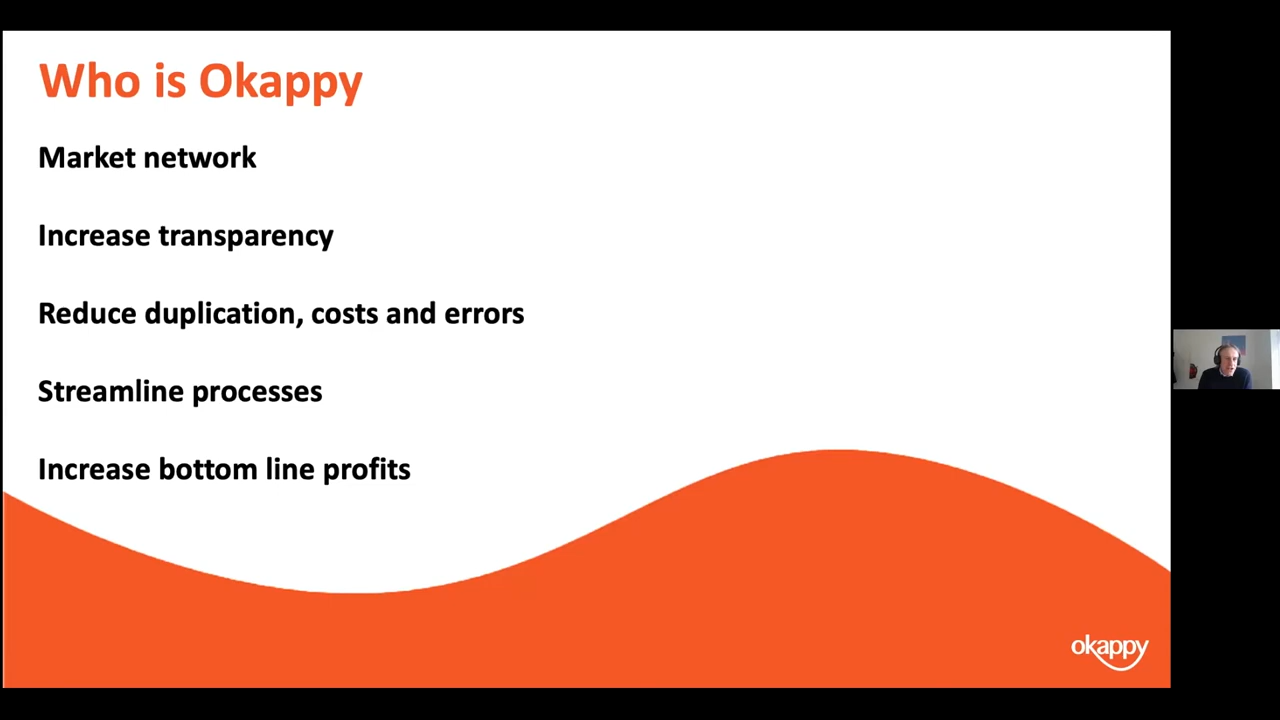 Who is Okappy
Market network
Increase transparency
Reduce duplication, costs and errors
Streamline processes
Increase bottom line profits
okappy